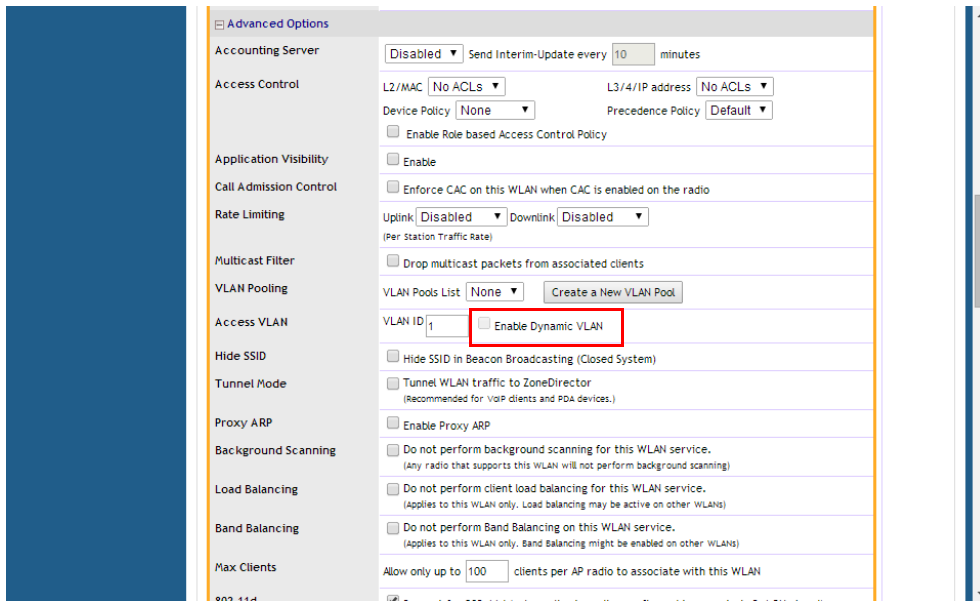 Advanced Options
Accounting Server Disabled Send Interim-Update every 10 minutes
Access Control L2/MAC No ACLs L3/4/IP address No ACLs
Device Policy None Precedence Policy Default
Enable Role based Access Control Policy
Application Visibility Enable
Call Admission Control Enforce CAC on this WLAN when CAC is enabled on the radio
Rate Limiting Uplink Disabled Downlink Disabled
(Per Station Traffic Rate)
Multicast Filter Drop multicast packets from associated clients
VLAN Pooling VLAN Pools List None Create a New VLAN Pool
Access VLAN VLAN ID 1 Enable Dynamic VLAN
Hide SSID Hide SSID in Beacon Broadcasting (Closed System)
Tunnel Mode Tunnel WLAN traffic to ZoneDirector
(Recommended for VoIP clients and PDA devices.)
Proxy ARP Enable Proxy ARP
Background Scanning Do not perform background scanning for this WLAN service.
(Any radio that supports this WLAN will not perform background scanning)
Load Balancing Do not perform client load balancing for this WLAN service.
(Applies to this WLAN only. Load balancing may be active on other WLANs)
Band Balancing Do not perform Band Balancing on this WLAN service.
(Applies to this WLAN only. Band Balancing might be enabled on other WLANs)
Max Clients Allow only up to 100 clients per AP radio to associate with this WLAN
802.11d